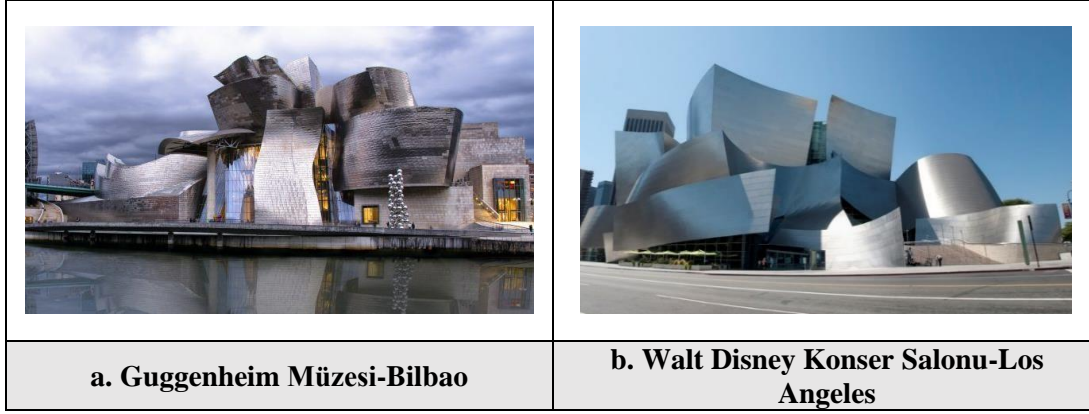 a. Guggenheim Müzesi-Bilbao
b. Walt Disney Konser Salonu-Los
Angeles